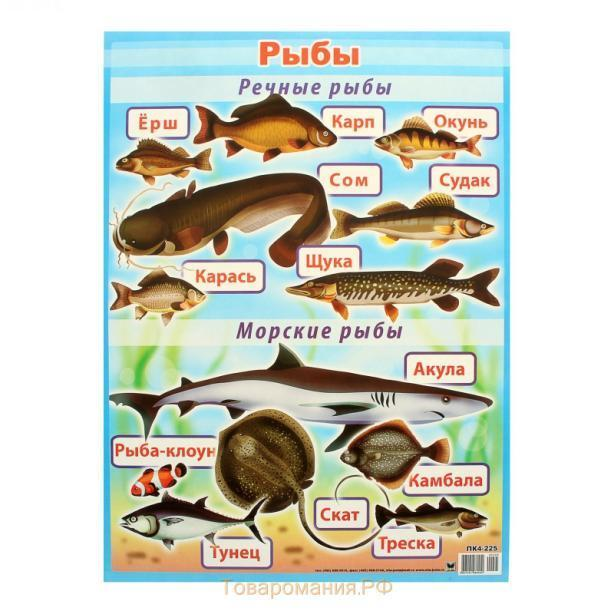 Рыбы
Речные рыбы
Ёрш
Карп
Окунь
Сом
Судак
Карась
Щука
Морские рыбы
Акула
Рыба-клоун
Камбала
Скат
Тунец
Треска
ПК4-225
Товаромания.РФ